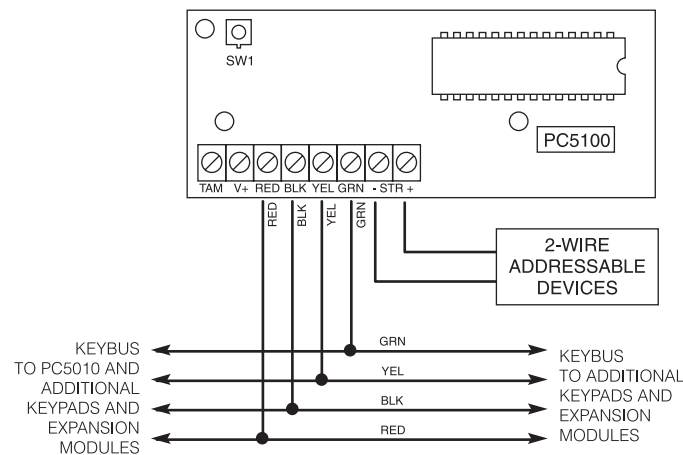 SW1
PC5100
TAM V+ RED BLK YEL GRN - STR +
RED
BLK
YEL
GRN
2-WIRE
ADDRESSABLE
DEVICES
KEYBUS
TO PC5010 AND
ADDITIONAL
KEYPADS AND
EXPANSION
MODULES
GRN
YEL
BLK
RED
KEYBUS
TO ADDITIONAL
KEYPADS AND
EXPANSION
MODULES